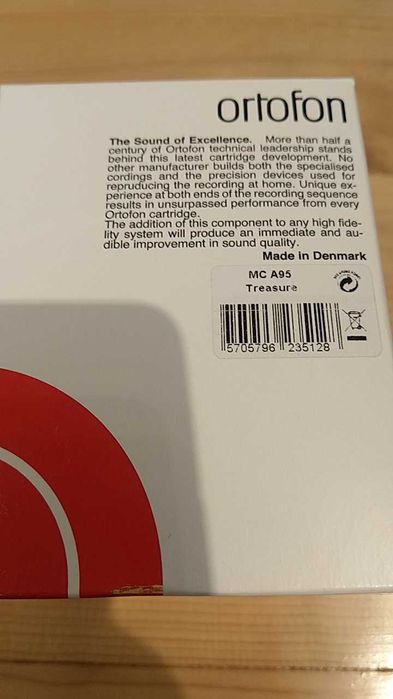 ortofon
The Sound of Excellence. More than half a
century of Ortofon technical leadership stands
behind this latest cartridge development. No
other manufacturer builds both the specialised
cordings and the precision devices used for
repruducing the recording at home. Unique ex-
perience at both ends of the recording sequence
results in unsurpassed performance from every
Ortofon cartridge.
The addition of this component to any high fide-
lity system will produce an immediate and au-
dible improvement in sound quality.
Made in Denmark
MC A95
Treasure
5705796 235128